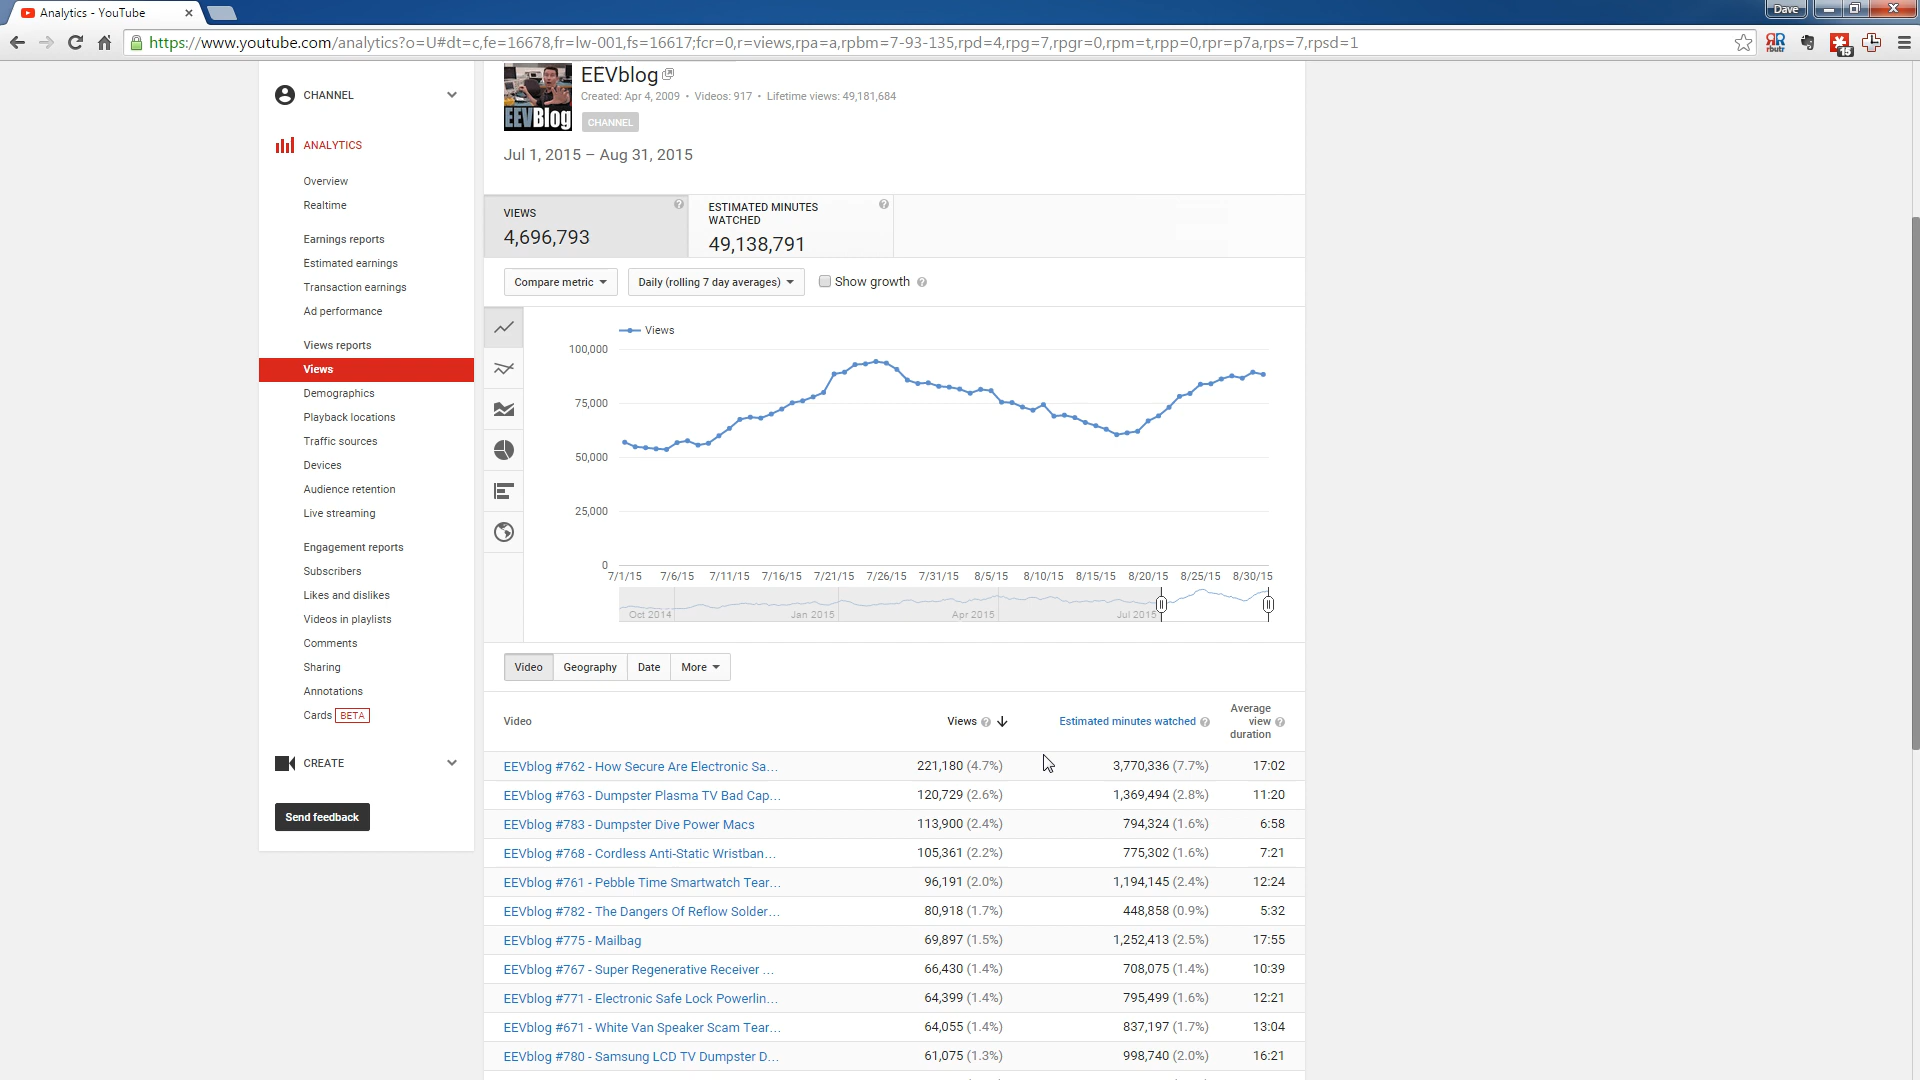 Analytics - YouTube
Dave
https://www.youtube.com/analytics?o=U#dt=c,fe=16678,fr=lw-001,fs=16617;fcr=0,r=views,rpa=a,rpbm=7-93-135,rpd=4,rpg=7,rpgr=0,rpm=t,rpp=0,rpr=p7a,rps=7,rpsd=1
rbutr
15
CHANNEL
ANALYTICS
Overview
Realtime
Earnings reports
Estimated earnings
Transaction earnings
Ad performance
Views reports
Views
Demographics
Playback locations
Traffic sources
Devices
Audience retention
Live streaming
Engagement reports
Subscribers
Likes and dislikes
Videos in playlists
Comments
Sharing
Annotations
Cards BETA
CREATE
Send feedback
EEVBlog
EEVblog
Created: Apr 4, 2009 • Videos: 917 • Lifetime views: 49,181,684
CHANNEL
Jul 1, 2015 – Aug 31, 2015
VIEWS ?
4,696,793
ESTIMATED MINUTES WATCHED ?
49,138,791
Compare metric Daily (rolling 7 day averages) Show growth ?
Views
100,000
75,000
50,000
25,000
0
7/1/15 7/6/15 7/11/15 7/16/15 7/21/15 7/26/15 7/31/15 8/5/15 8/10/15 8/15/15 8/20/15 8/25/15 8/30/15
Oct 2014 Jan 2015 Apr 2015 Jul 2015
Video Geography Date More
Video Views ? Estimated minutes watched ? Average view duration ?
EEVblog #762 - How Secure Are Electronic Sa... 221,180 (4.7%) 3,770,336 (7.7%) 17:02
EEVblog #763 - Dumpster Plasma TV Bad Cap... 120,729 (2.6%) 1,369,494 (2.8%) 11:20
EEVblog #783 - Dumpster Dive Power Macs 113,900 (2.4%) 794,324 (1.6%) 6:58
EEVblog #768 - Cordless Anti-Static Wristban... 105,361 (2.2%) 775,302 (1.6%) 7:21
EEVblog #761 - Pebble Time Smartwatch Tear... 96,191 (2.0%) 1,194,145 (2.4%) 12:24
EEVblog #782 - The Dangers Of Reflow Solder... 80,918 (1.7%) 448,858 (0.9%) 5:32
EEVblog #775 - Mailbag 69,897 (1.5%) 1,252,413 (2.5%) 17:55
EEVblog #767 - Super Regenerative Receiver ... 66,430 (1.4%) 708,075 (1.4%) 10:39
EEVblog #771 - Electronic Safe Lock Powerlin... 64,399 (1.4%) 795,499 (1.6%) 12:21
EEVblog #671 - White Van Speaker Scam Tear... 64,055 (1.4%) 837,197 (1.7%) 13:04
EEVblog #780 - Samsung LCD TV Dumpster D... 61,075 (1.3%) 998,740 (2.0%) 16:21